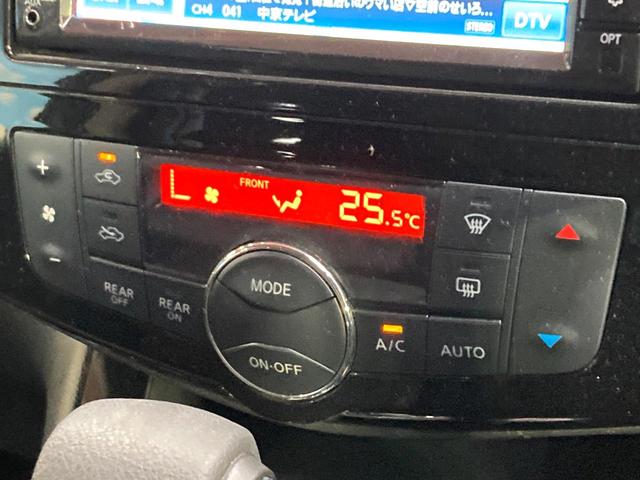 AUX
CH4 041 中京テレビ
STEREO
DTV
OPT
+
FRONT
L
25.5℃
-
REAR
OFF
REAR
ON
MODE
ON·OFF
A/C
AUTO